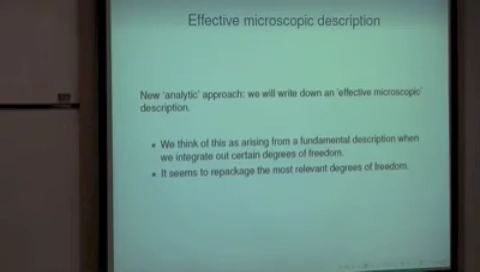 Effective microscopic description
New 'analytic' approach: we will write down an 'effective microscopic'
description.
• We think of this as arising from a fundamental description when
we integrate out certain degrees of freedom.
• It seems to repackage the most relevant degrees of freedom.